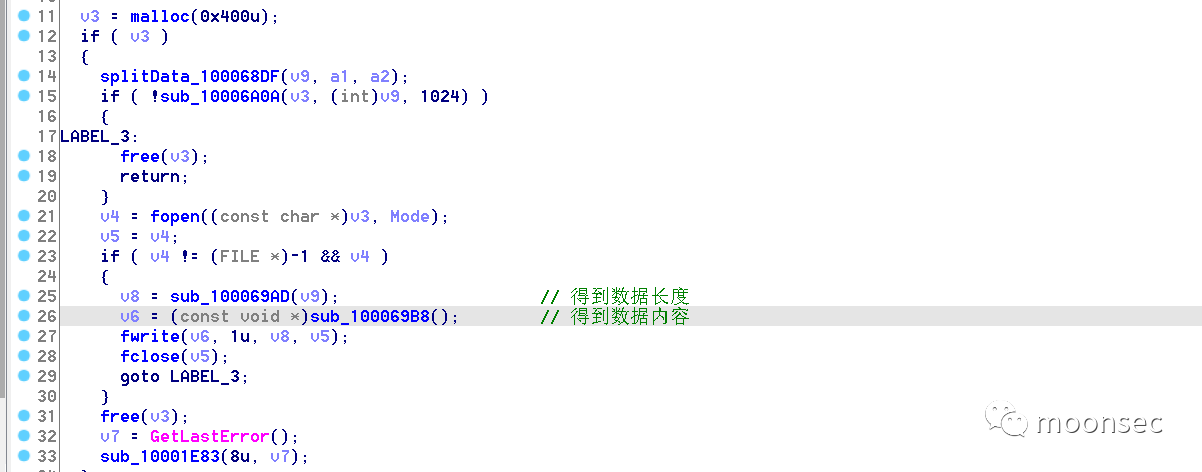 11 v3 = malloc(0x400u);
12 if ( v3 )
13 {
14 splitData_100068DF(v9, a1, a2);
15 if ( !sub_10006A0A(v3, (int)v9, 1024) )
16 {
17 LABEL_3:
18 free(v3);
19 return;
20 }
21 v4 = fopen((const char *)v3, Mode);
22 v5 = v4;
23 if ( v4 != (FILE *)-1 && v4 )
24 {
25 v8 = sub_100069AD(v9); // 得到数据长度
26 v6 = (const void *)sub_100069B8(); // 得到数据内容
27 fwrite(v6, 1u, v8, v5);
28 fclose(v5);
29 goto LABEL_3;
30 }
31 free(v3);
32 v7 = GetLastError();
33 sub_10001E83(8u, v7);
moonsec